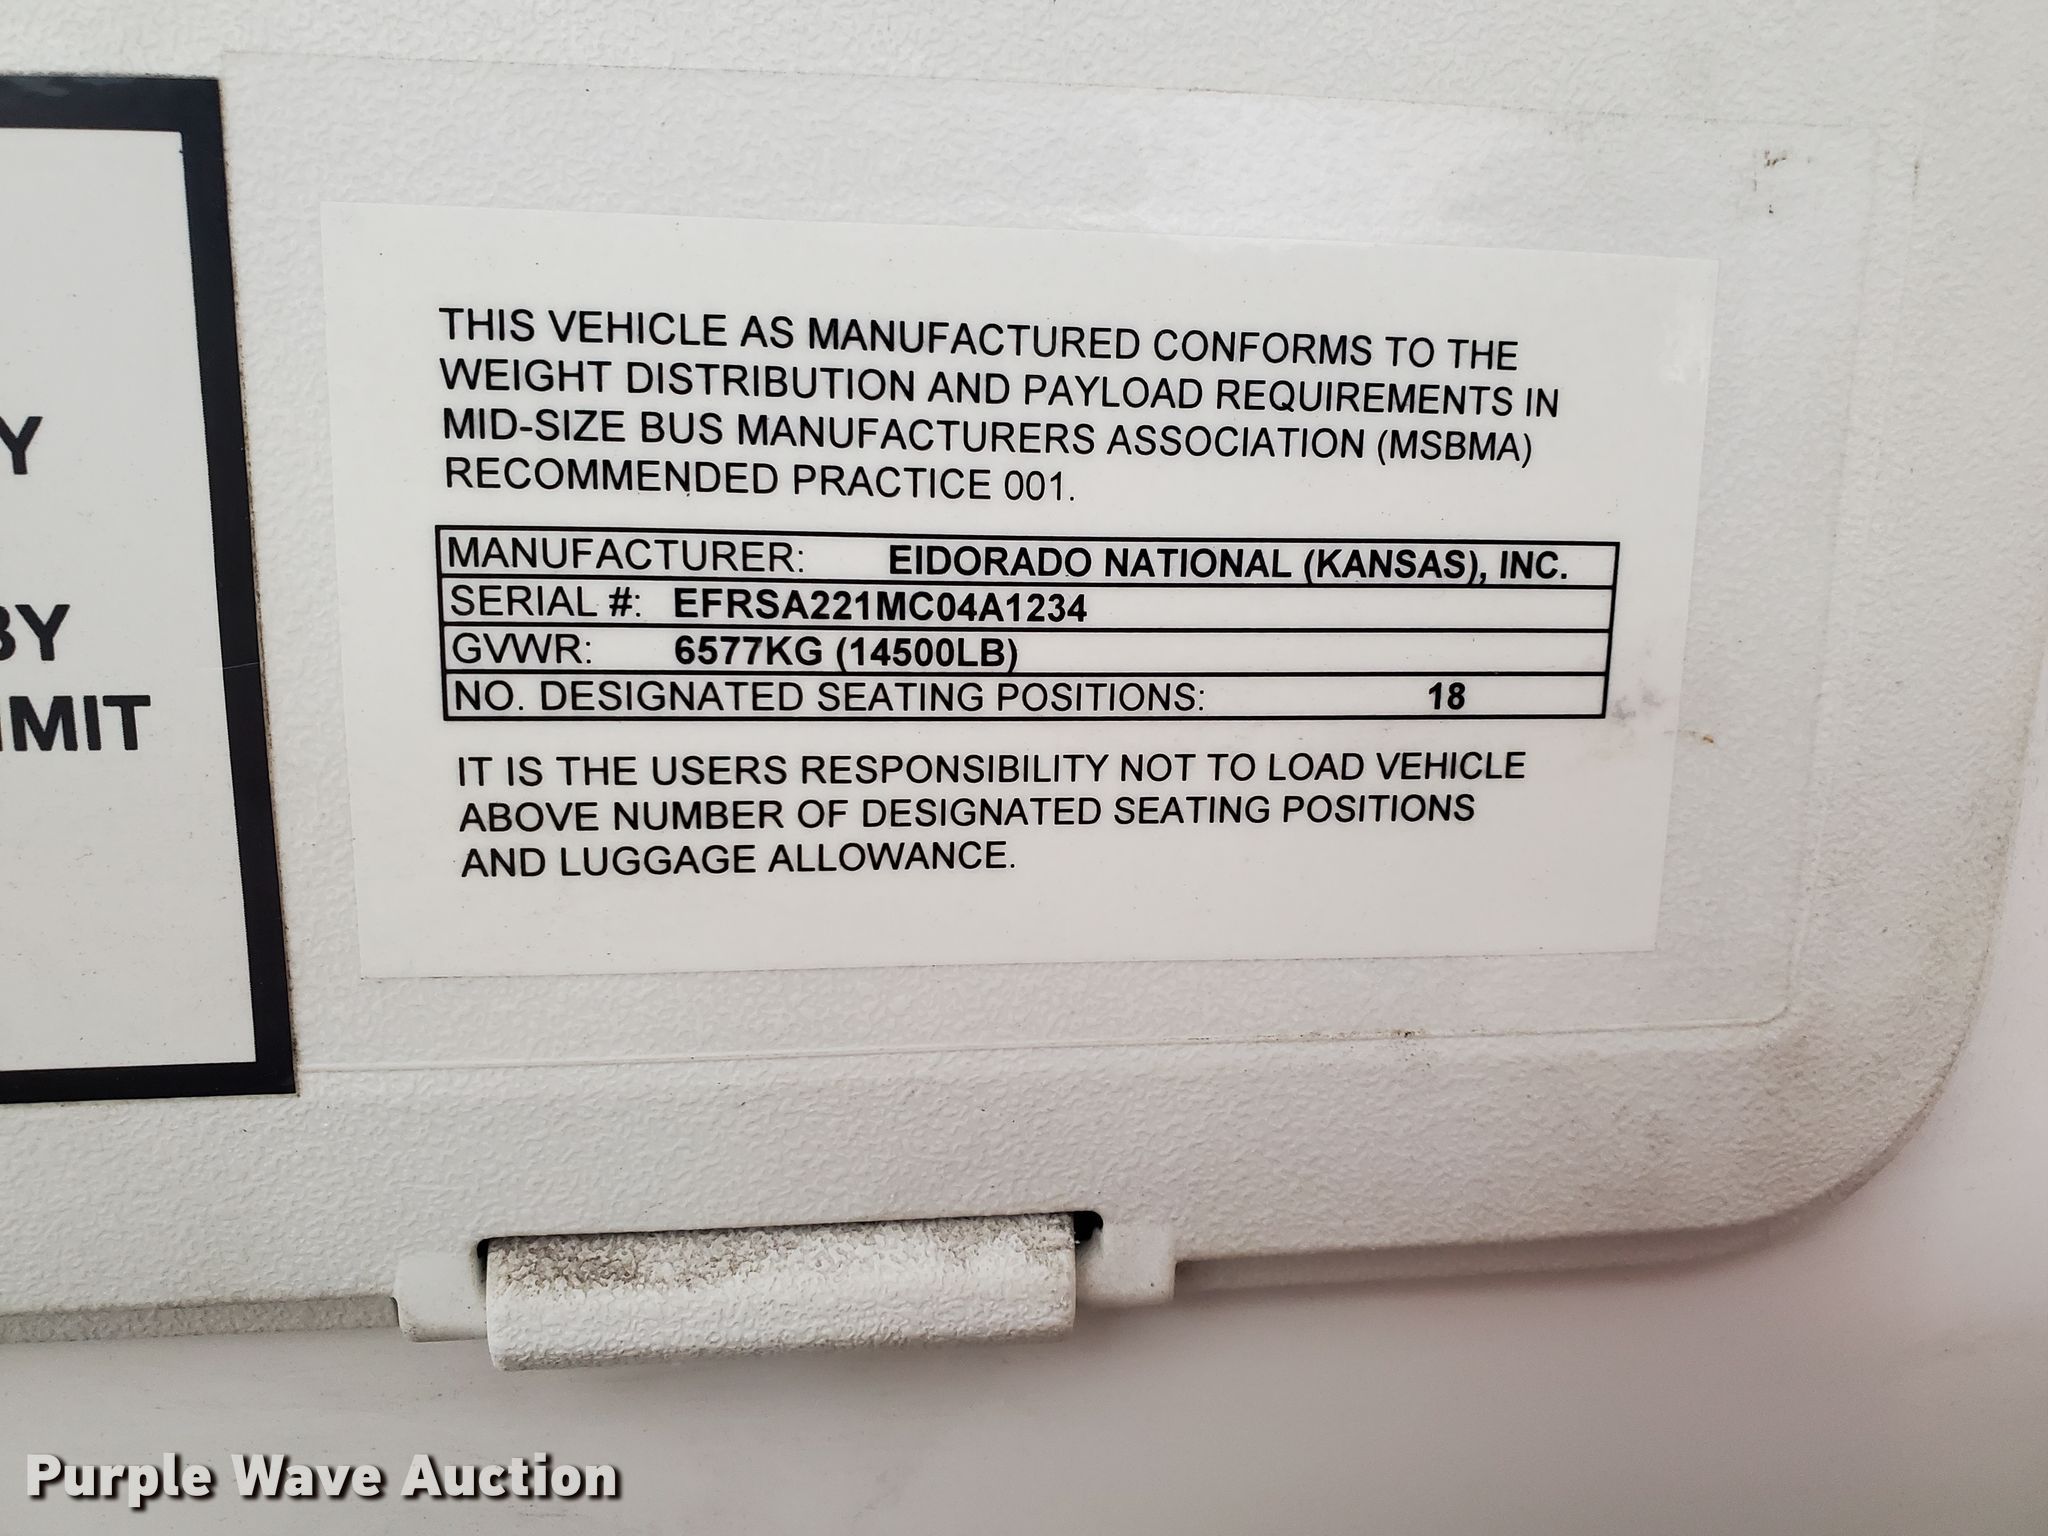 Y
BY
IMIT
THIS VEHICLE AS MANUFACTURED CONFORMS TO THE
WEIGHT DISTRIBUTION AND PAYLOAD REQUIREMENTS IN
MID-SIZE BUS MANUFACTURERS ASSOCIATION (MSBMA)
RECOMMENDED PRACTICE 001.
MANUFACTURER: EIDORADO NATIONAL (KANSAS), INC.
SERIAL #: EFRSA221MC04A1234
GVWR: 6577KG (14500LB)
NO. DESIGNATED SEATING POSITIONS: 18
IT IS THE USERS RESPONSIBILITY NOT TO LOAD VEHICLE
ABOVE NUMBER OF DESIGNATED SEATING POSITIONS
AND LUGGAGE ALLOWANCE.
Purple Wave Auction